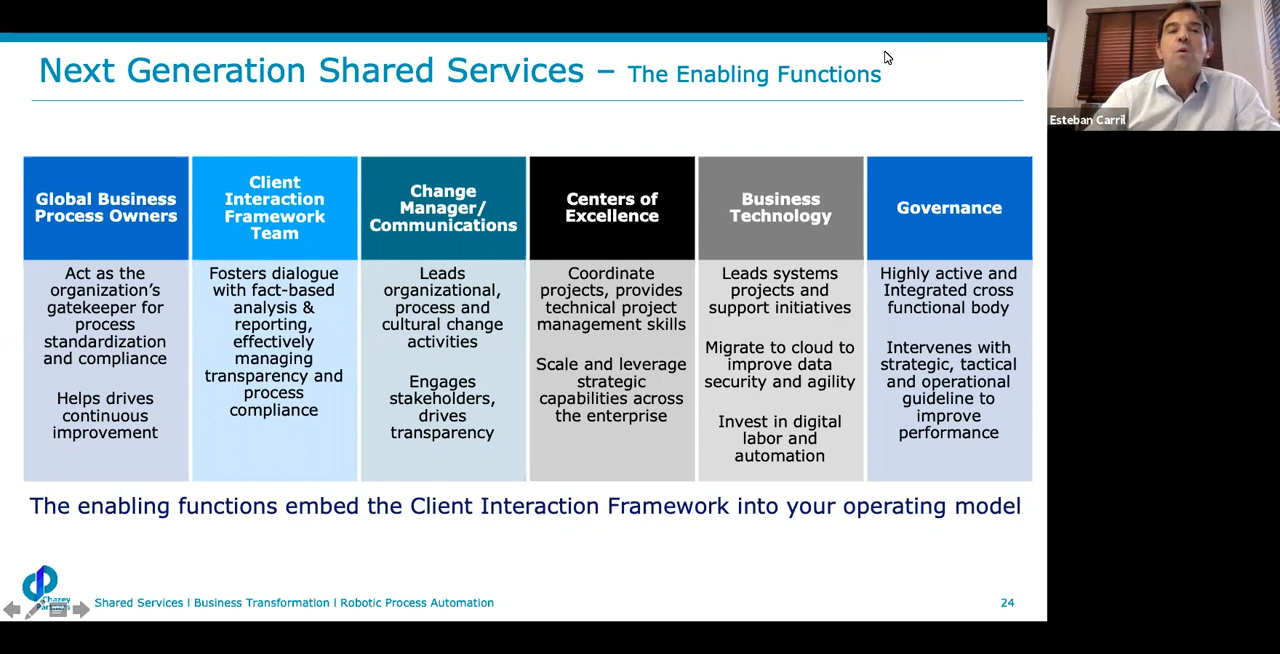 Next Generation Shared Services – The Enabling Functions
Esteban Carril
Global Business
Process Owners
Act as the
organization's
gatekeeper for
process
standardization
and compliance
Helps drives
continuous
improvement
Client
Interaction
Framework
Team
Fosters dialogue
with fact-based
analysis &
reporting,
effectively
managing
transparency and
process
compliance
Change
Manager/
Communications
Leads
organizational,
process and
cultural change
activities
Engages
stakeholders,
drives
transparency
Centers of
Excellence
Coordinate
projects, provides
technical project
management skills
Scale and leverage
strategic
capabilities across
the enterprise
Business
Technology
Leads systems
projects and
support initiatives
Migrate to cloud to
improve data
security and agility
Invest in digital
labor and
automation
Governance
Highly active and
Integrated cross
functional body
Intervenes with
strategic, tactical
and operational
guideline to
improve
performance
The enabling functions embed the Client Interaction Framework into your operating model
Chazey
Shared Services I Business Transformation I Robotic Process Automation
24